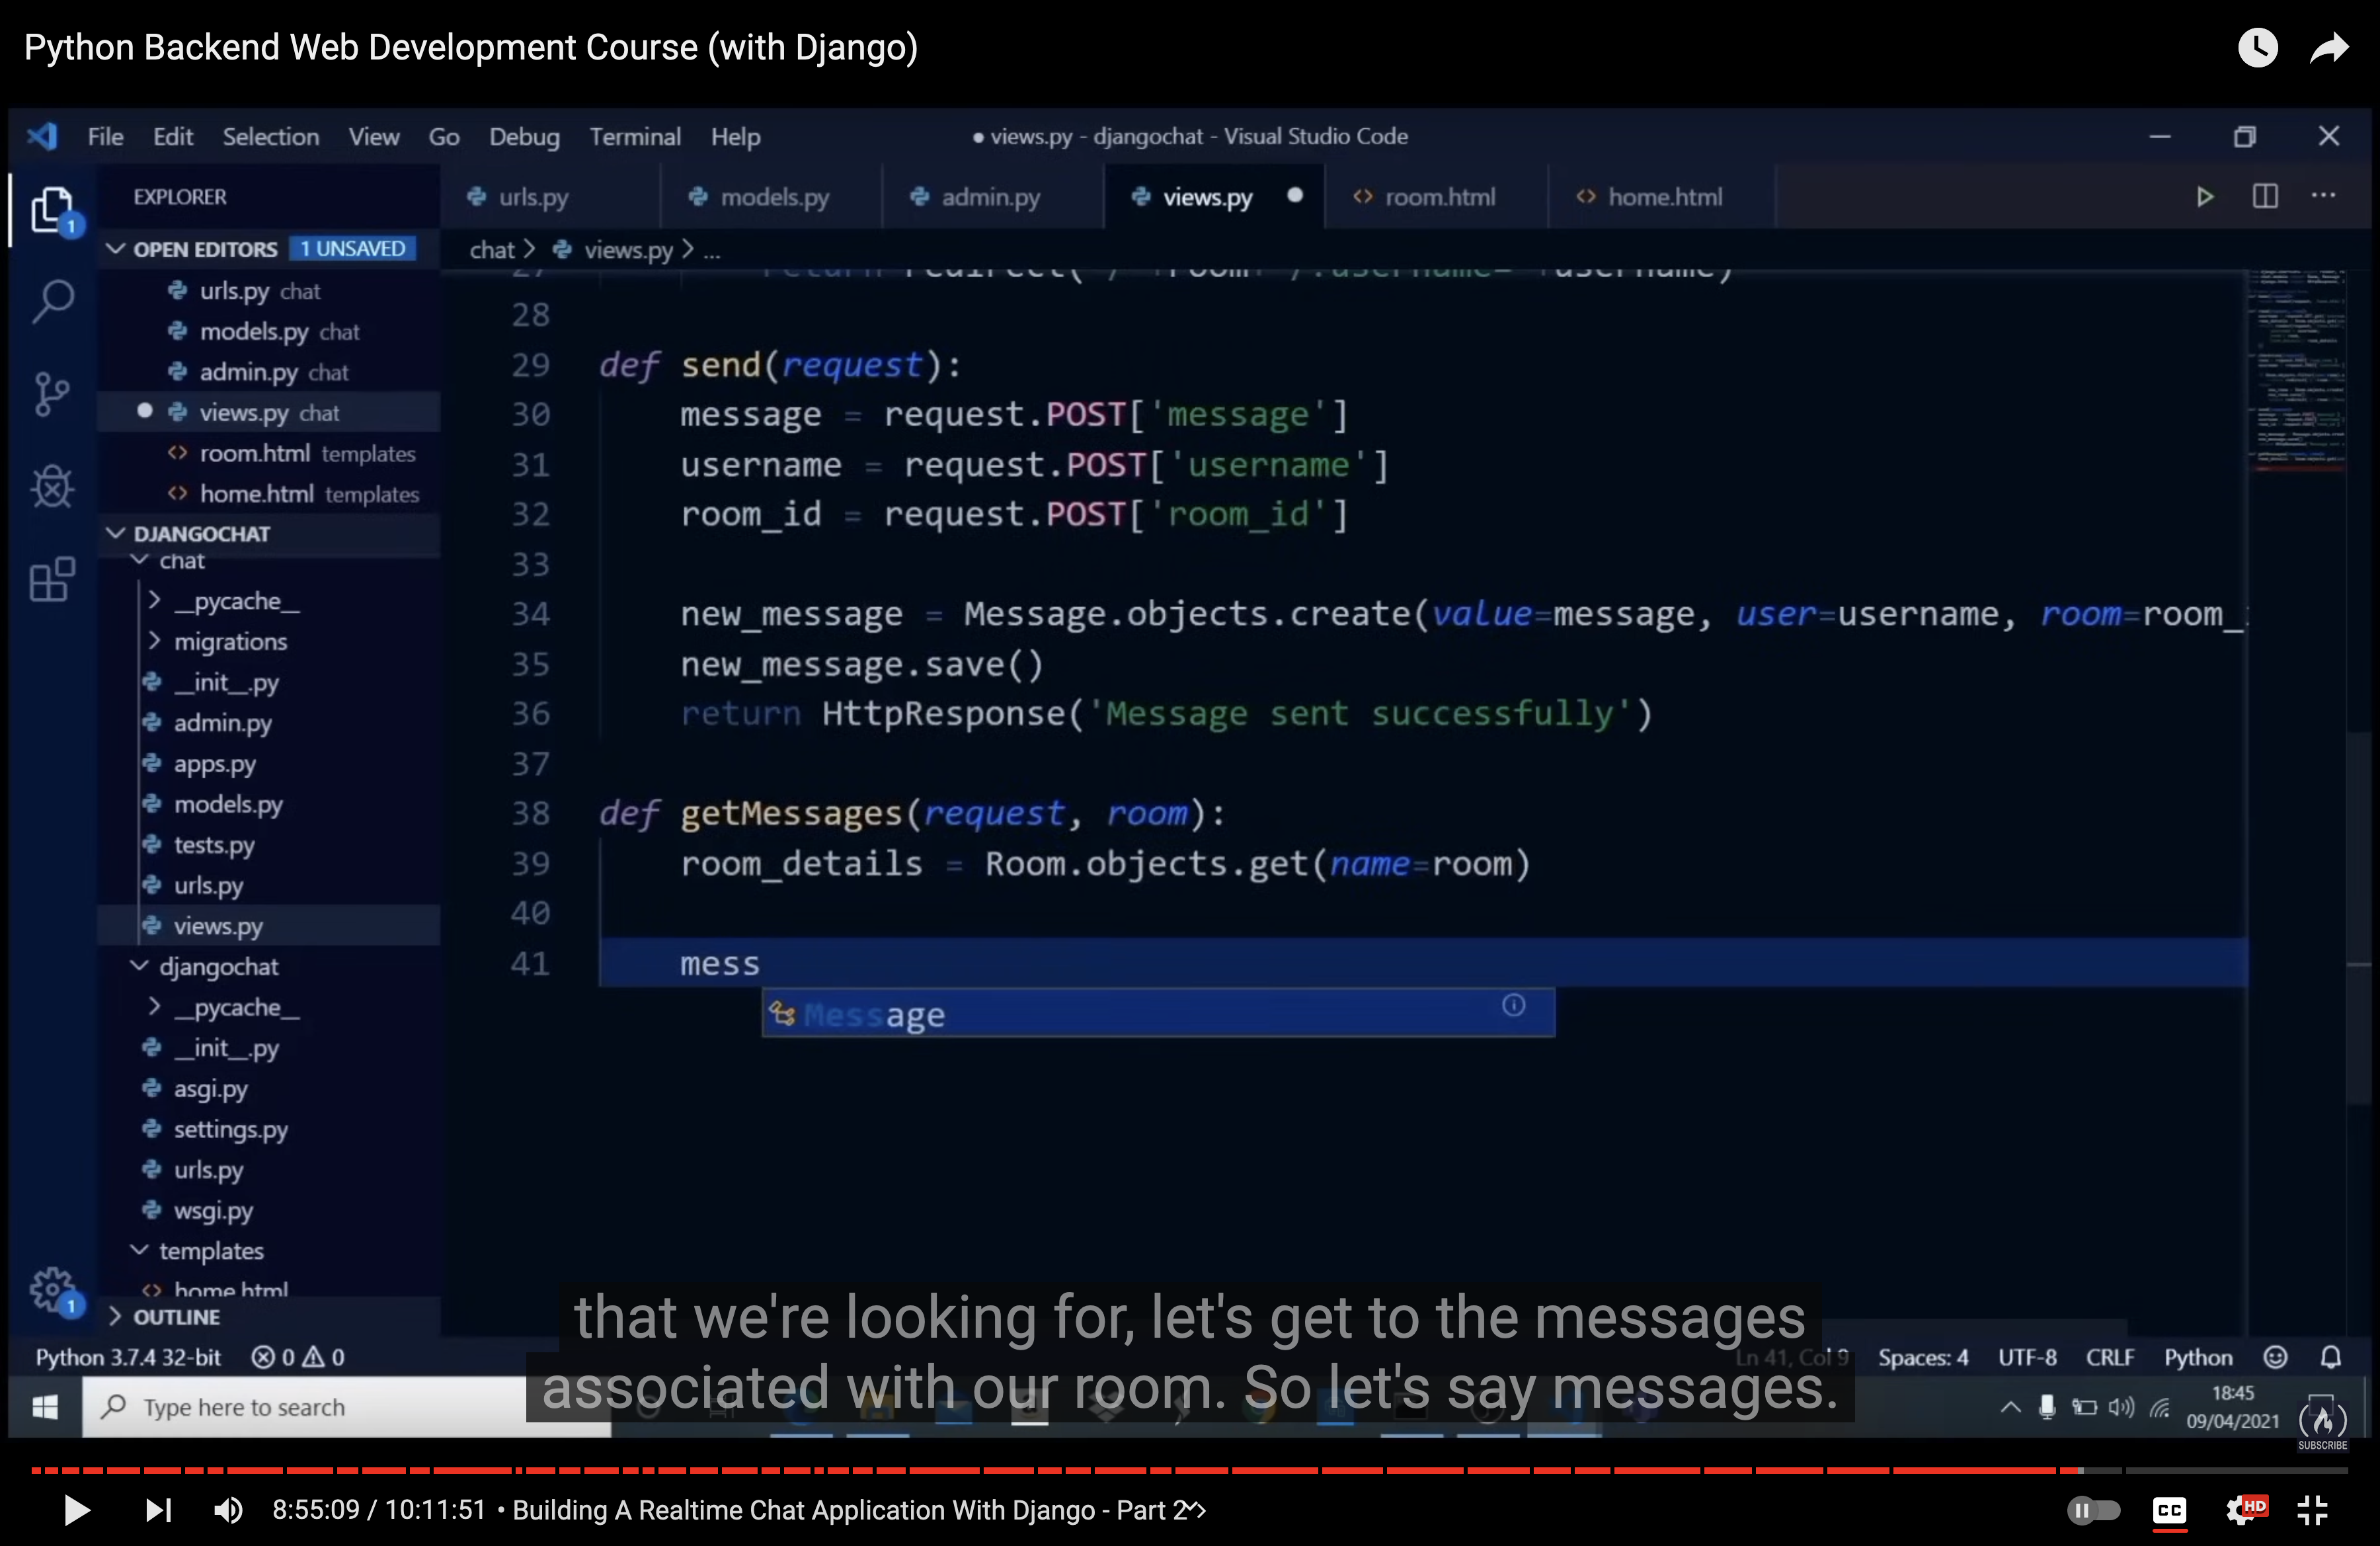 Python Backend Web Development Course (with Django)
File Edit Selection View Go Debug Terminal Help
● views.py - djangochat - Visual Studio Code
EXPLORER
OPEN EDITORS 1 UNSAVED
urls.py chat
models.py chat
admin.py chat
views.py chat
room.html templates
home.html templates
DJANGOCHAT
chat
__pycache__
migrations
__init__.py
admin.py
apps.py
models.py
tests.py
urls.py
views.py
djangochat
__pycache__
__init__.py
asgi.py
settings.py
urls.py
wsgi.py
templates
home.html
OUTLINE
urls.py models.py admin.py views.py room.html home.html
chat > views.py > ...
27 return redirect('/'+room+'/?username='+username)
28
29 def send(request):
30 message = request.POST['message']
31 username = request.POST['username']
32 room_id = request.POST['room_id']
33
34 new_message = Message.objects.create(value=message, user=username, room=room_
35 new_message.save()
36 return HttpResponse('Message sent successfully')
37
38 def getMessages(request, room):
39 room_details = Room.objects.get(name=room)
40
41 mess
Message
that we're looking for, let's get to the messages
associated with our room. So let's say messages.
Python 3.7.4 32-bit 0 0 Ln 41, Col 9 Spaces: 4 UTF-8 CRLF Python
Type here to search
18:45
09/04/2021
SUBSCRIBE
8:55:09 / 10:11:51 • Building A Realtime Chat Application With Django - Part 2
CC
HD